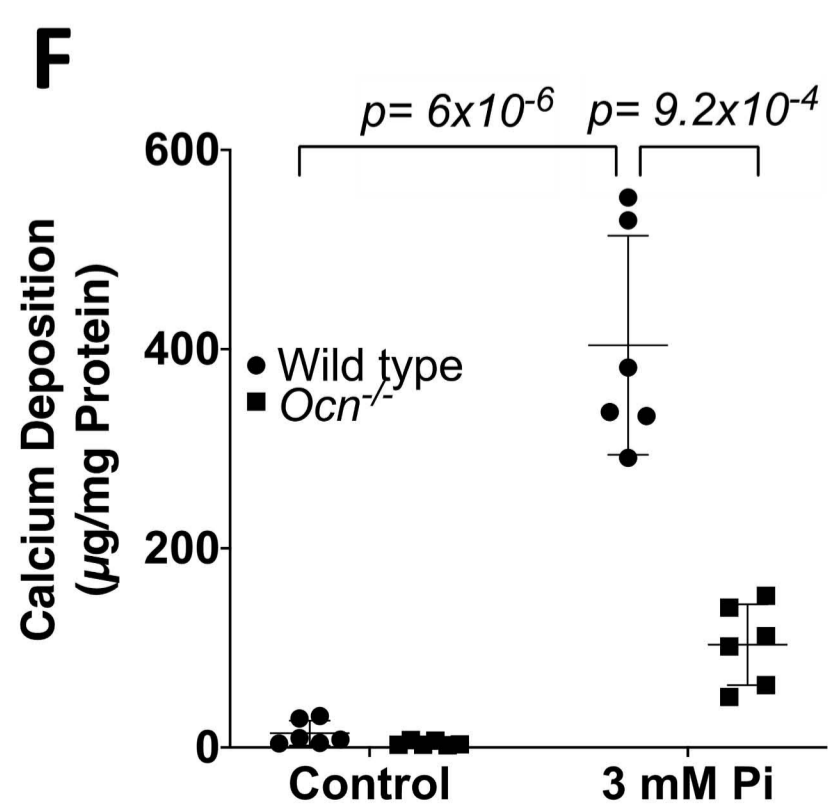 F
p= 6x10⁻⁶ p= 9.2x10⁻⁴
Calcium Deposition
(µg/mg Protein)
600
400
200
0
Wild type
Ocn⁻/⁻
Control 3 mM Pi